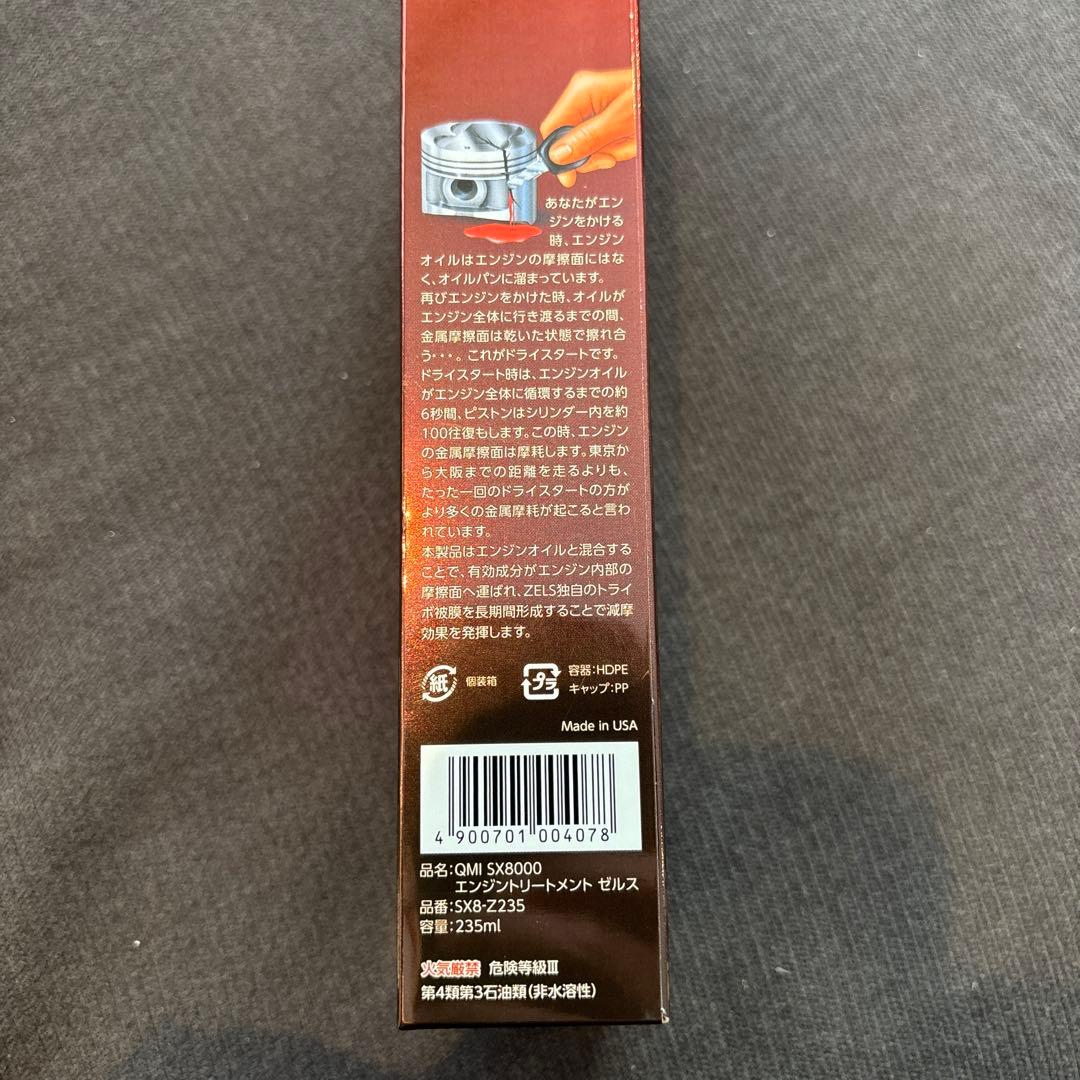 あなたがエン
ジンをかける
時、エンジン
オイルはエンジンの摩擦面にはな
く、オイルパンに溜まっています。
再びエンジンをかけた時、オイルが
エンジン全体に行き渡るまでの間、
金属摩擦面は乾いた状態で擦れ合
う・・・。これがドライスタートです。
ドライスタート時は、エンジンオイル
がエンジン全体に循環するまでの約
6秒間、ピストンはシリンダー内を約
100往復もします。この時、エンジン
の金属摩擦面は摩耗します。東京か
ら大阪までの距離を走るよりも、
たった一回のドライスタートの方が
より多くの金属摩耗が起こると言わ
れています。
本製品はエンジンオイルと混合する
ことで、有効成分がエンジン内部の
摩擦面へ運ばれ、ZELS独自のトライ
ボ被膜を長期間形成することで減摩
効果を発揮します。
紙 個装箱 プラ 容器:HDPE
キャップ:PP
Made in USA
4 900701 004078
品名:QMI SX8000
エンジントリートメント ゼルス
品番:SX8-Z235
容量:235ml
火気厳禁 危険等級Ⅲ
第4類第3石油類(非水溶性)